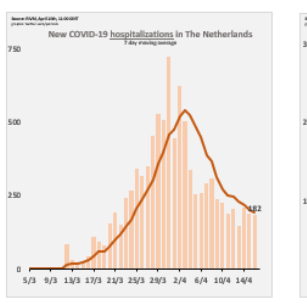 New COVID-19 hospitalizations in The Netherlands
7 day moving average
750
500
250
0
182
5/3 9/3 13/3 17/3 21/3 25/3 29/3 2/4 6/4 10/4 14/4